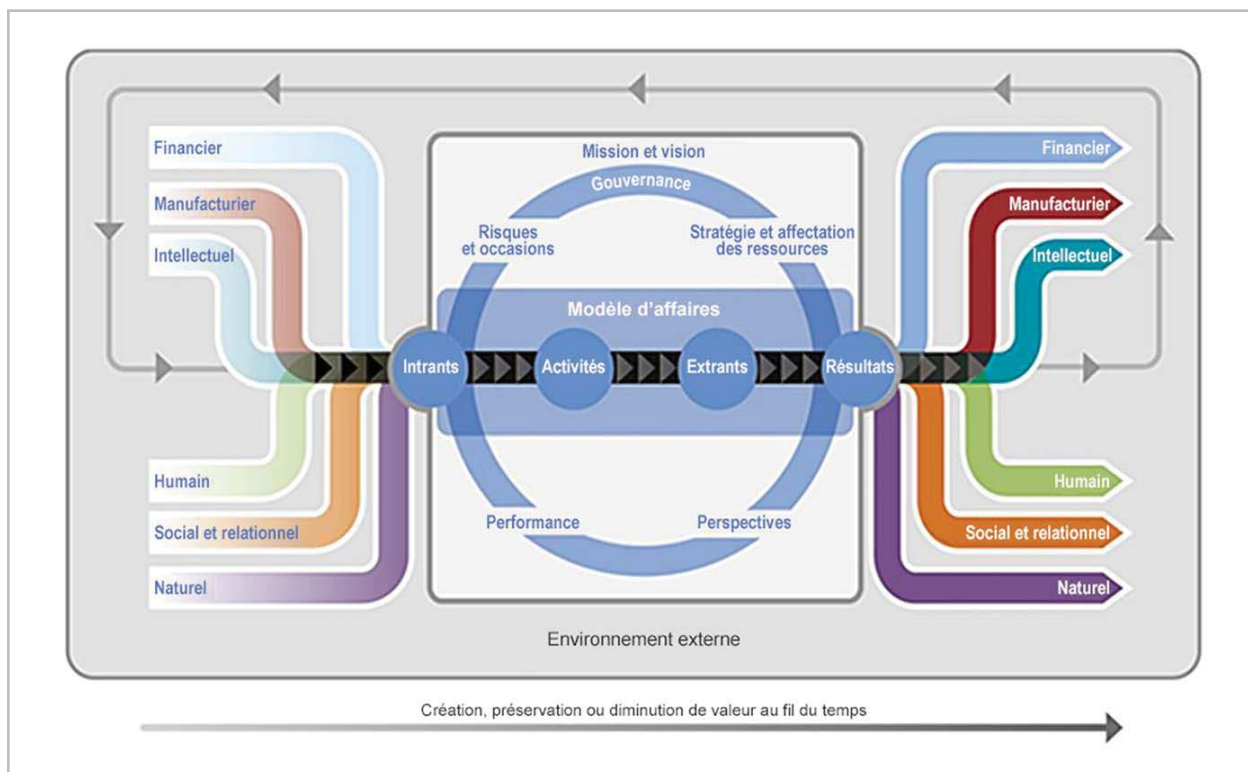 Financier
Manufacturier
Intellectuel
Humain
Social et relationnel
Naturel
Mission et vision
Gouvernance
Risques
et occasions
Stratégie et affectation
des ressources
Modèle d'affaires
Intrants
Activités
Extrants
Résultats
Performance
Perspectives
Financier
Manufacturier
Intellectuel
Humain
Social et relationnel
Naturel
Environnement externe
Création, préservation ou diminution de valeur au fil du temps